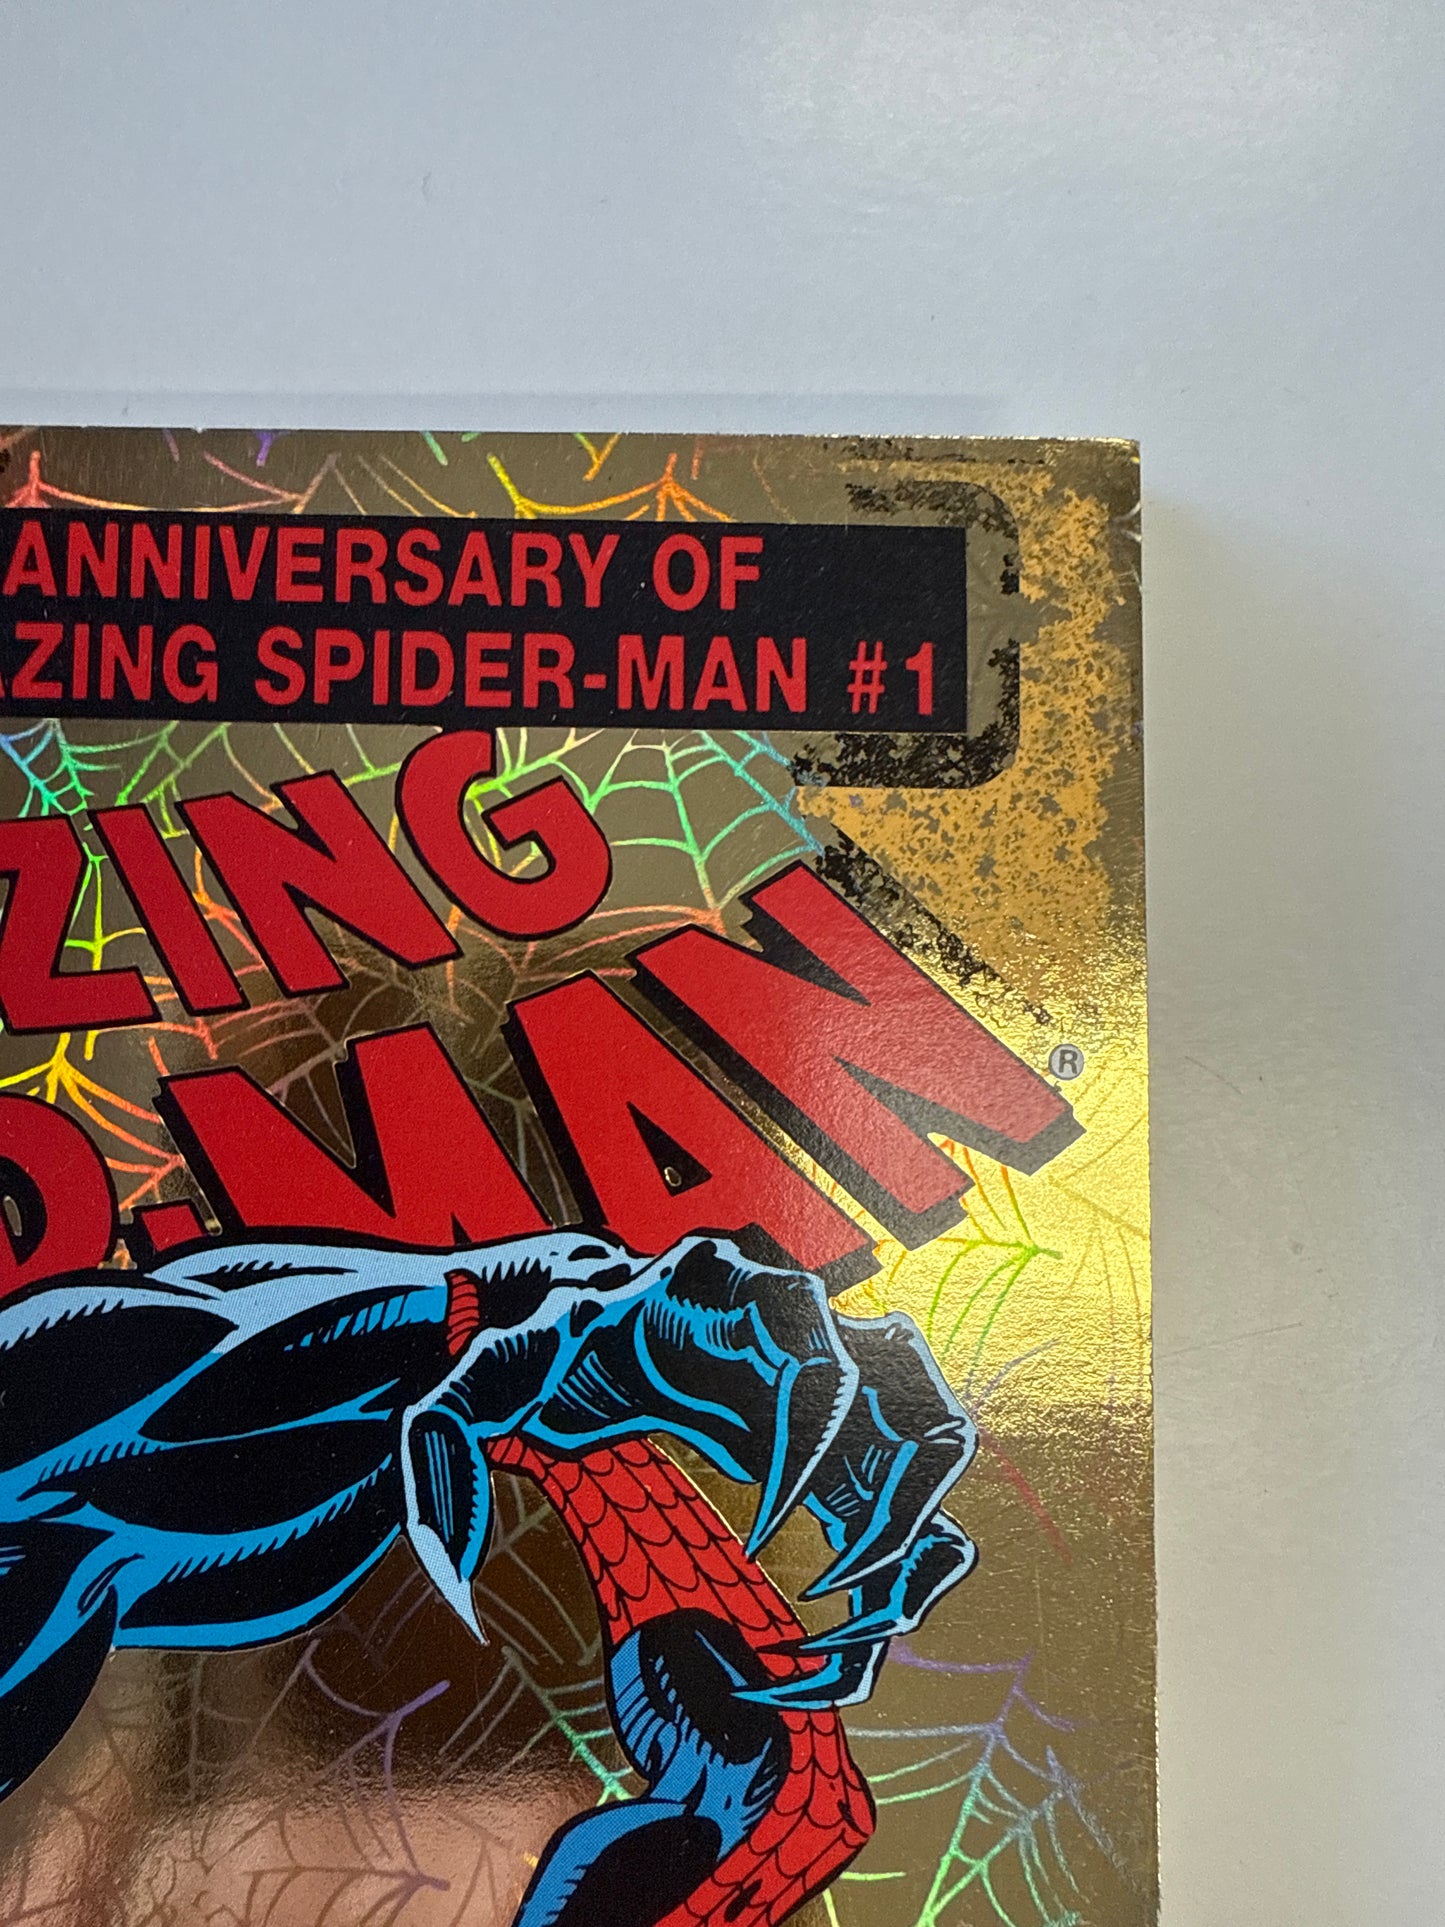 ANNIVERSARY OF
AZING SPIDER-MAN #1
ZING
D-MAN®